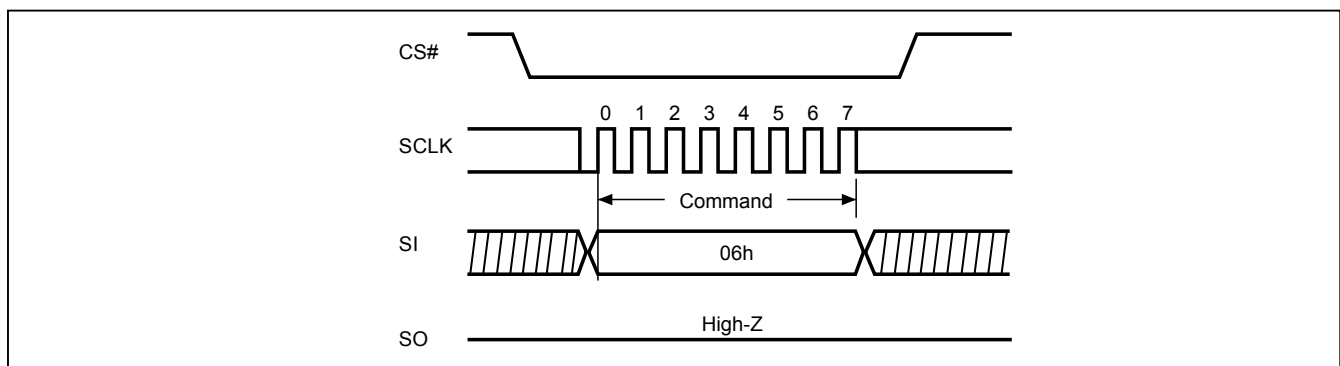 CS#
0 1 2 3 4 5 6 7
SCLK
Command
SI
06h
High-Z
SO